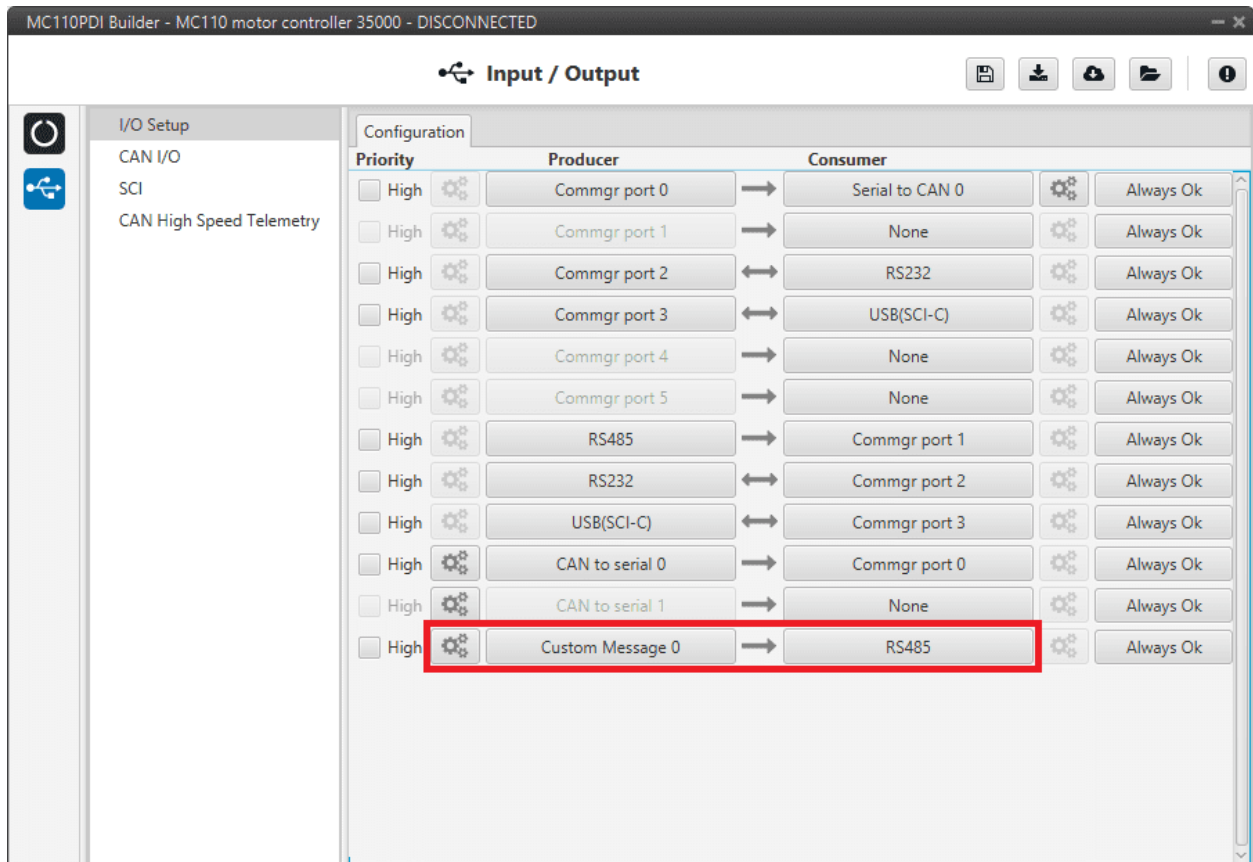 MC110PDI Builder - MC110 motor controller 35000 - DISCONNECTED
Input / Output
I/O Setup
CAN I/O
SCI
CAN High Speed Telemetry
Configuration
Priority Producer Consumer
High Commgr port 0 Serial to CAN 0 Always Ok
High Commgr port 1 None Always Ok
High Commgr port 2 RS232 Always Ok
High Commgr port 3 USB(SCI-C) Always Ok
High Commgr port 4 None Always Ok
High Commgr port 5 None Always Ok
High RS485 Commgr port 1 Always Ok
High RS232 Commgr port 2 Always Ok
High USB(SCI-C) Commgr port 3 Always Ok
High CAN to serial 0 Commgr port 0 Always Ok
High CAN to serial 1 None Always Ok
High Custom Message 0 RS485 Always Ok